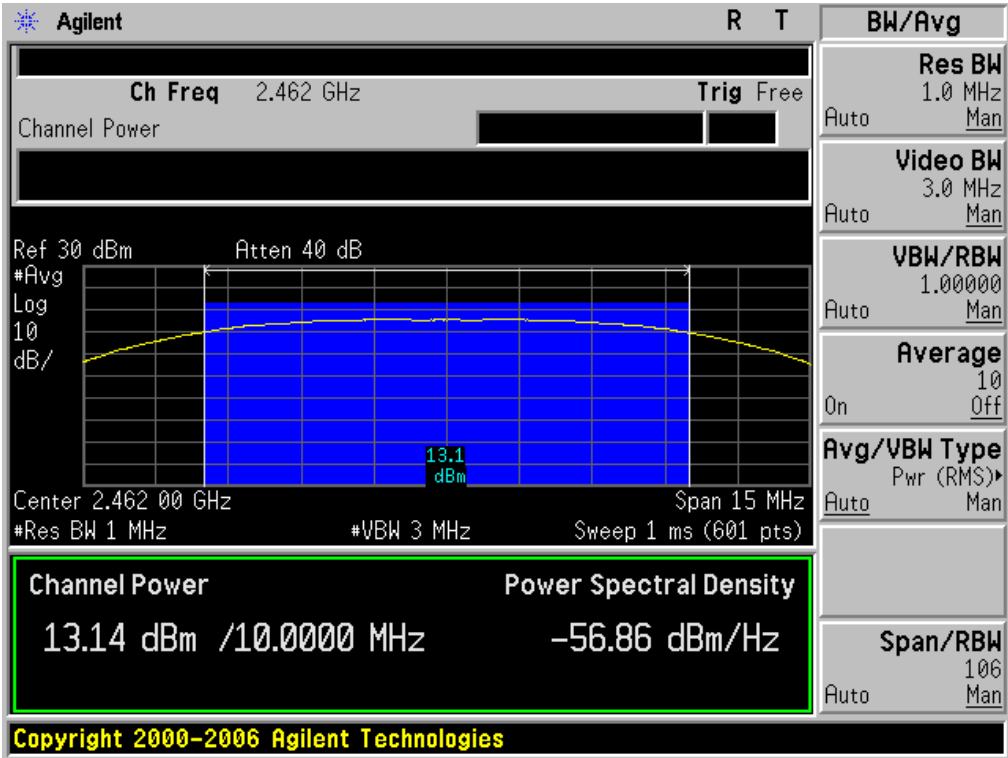 Agilent R T
Ch Freq 2.462 GHz Trig Free
Channel Power
Ref 30 dBm Atten 40 dB
#Avg
Log
10
dB/
13.1
dBm
Center 2.462 00 GHz Span 15 MHz
#Res BW 1 MHz #VBW 3 MHz Sweep 1 ms (601 pts)
Channel Power Power Spectral Density
13.14 dBm /10.0000 MHz -56.86 dBm/Hz
Copyright 2000-2006 Agilent Technologies
BW/Avg
Res BW
1.0 MHz
Auto Man
Video BW
3.0 MHz
Auto Man
VBW/RBW
1.00000
Auto Man
Average
10
On Off
Avg/VBW Type
Pwr (RMS)▸
Auto Man
Span/RBW
106
Auto Man